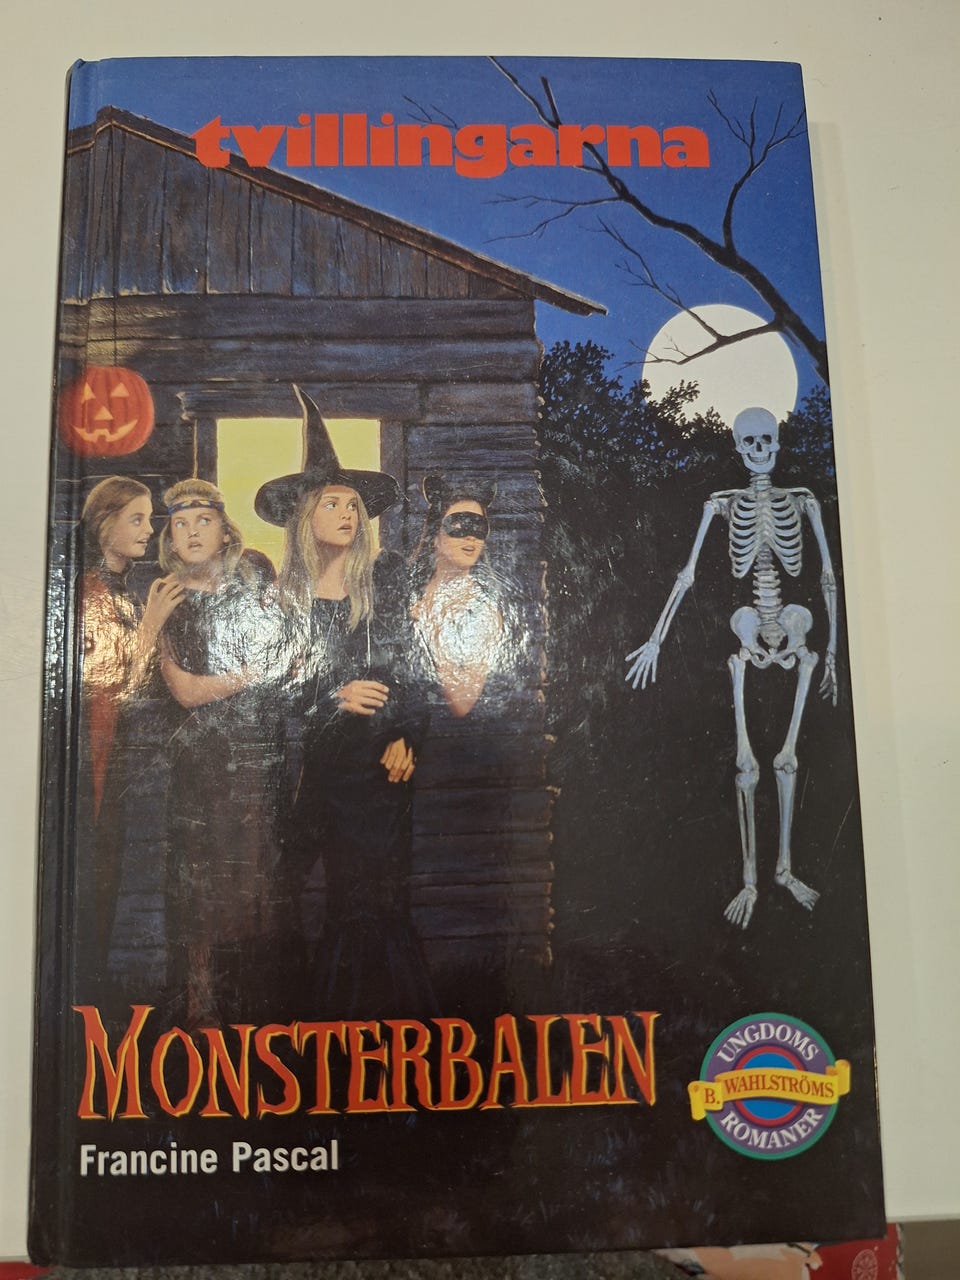 tvillingarna
MONSTERBALEN
Francine Pascal
UNGDOMS
B. WAHLSTRÖMS
ROMANER